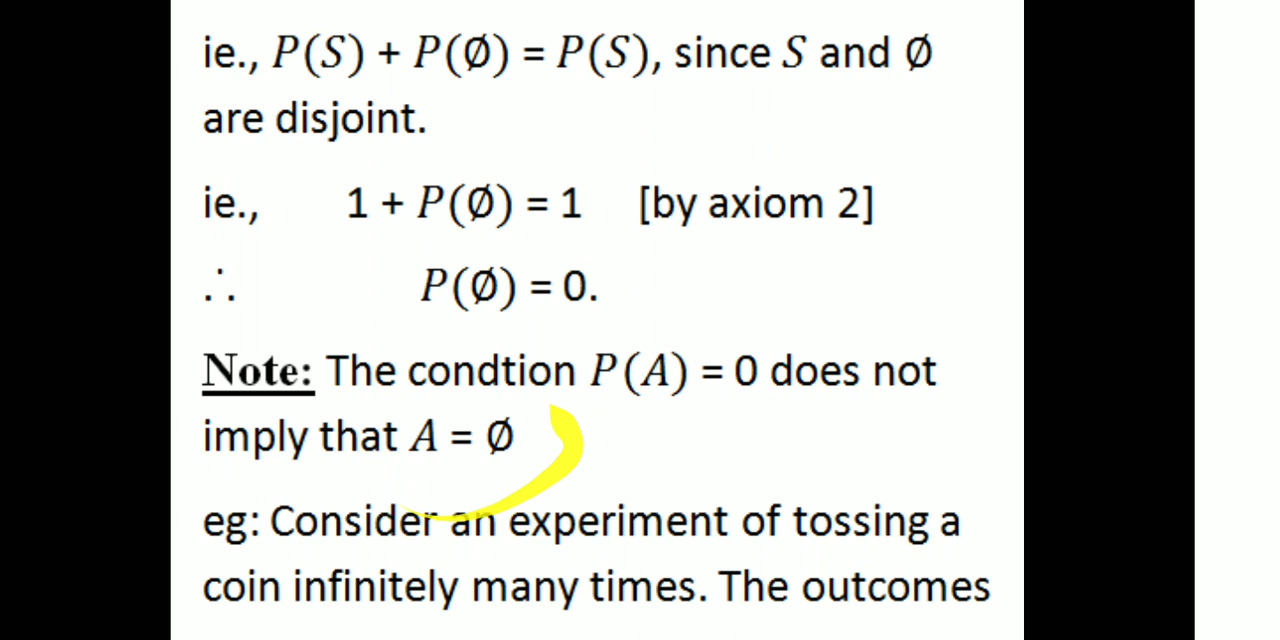 ie., P(S) + P(∅) = P(S), since S and ∅
are disjoint.
ie., 1 + P(∅) = 1 [by axiom 2]
∴ P(∅) = 0.
Note: The condtion P(A) = 0 does not
imply that A = ∅
eg: Consider an experiment of tossing a
coin infinitely many times. The outcomes